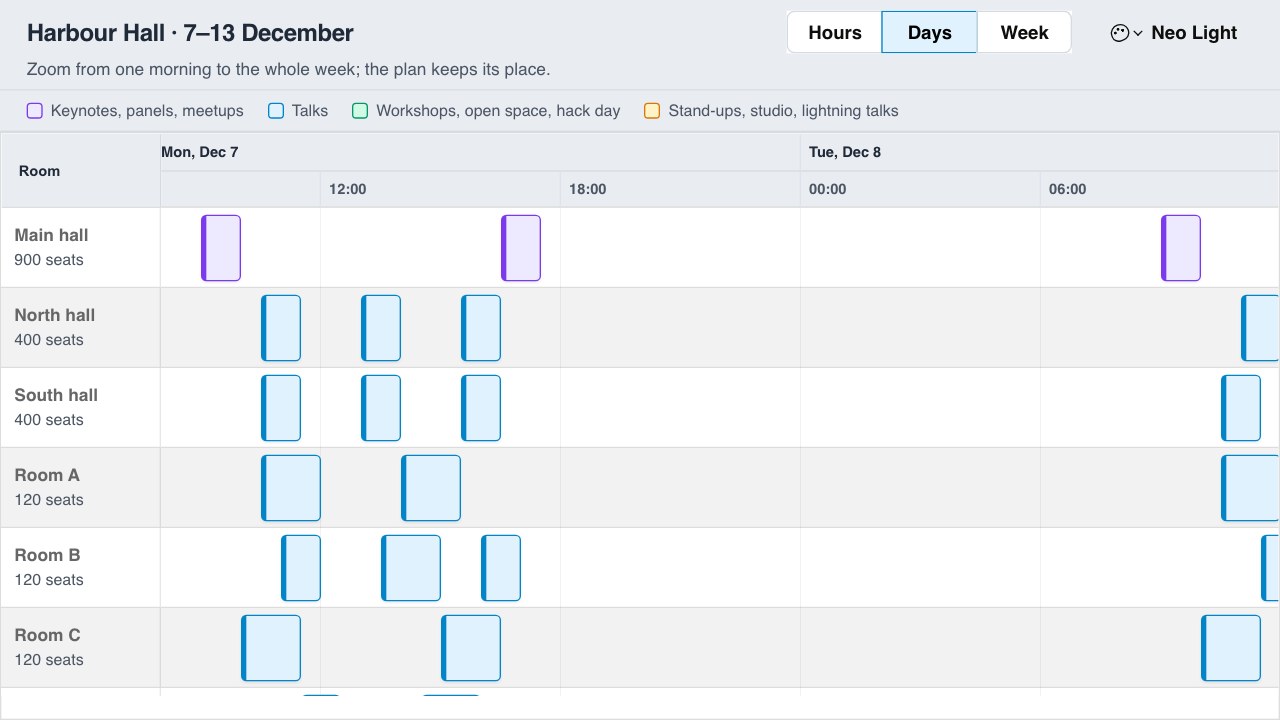 Harbour Hall · 7–13 December
Hours Days Week Neo Light
Zoom from one morning to the whole week; the plan keeps its place.
Keynotes, panels, meetups Talks Workshops, open space, hack day Stand-ups, studio, lightning talks
Room
Mon, Dec 7 Tue, Dec 8
12:00 18:00 00:00 06:00
Main hall
900 seats
North hall
400 seats
South hall
400 seats
Room A
120 seats
Room B
120 seats
Room C
120 seats